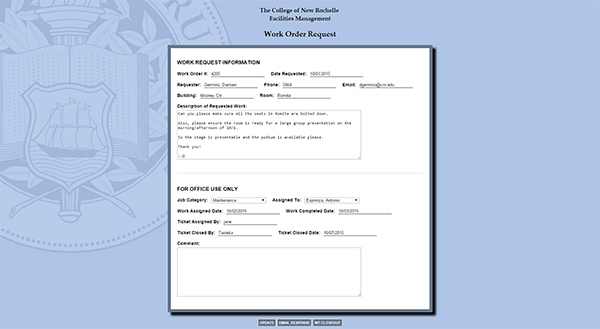 The College of New Rochelle
Facilities Management
Work Order Request
WORK REQUEST INFORMATION
Work Order #: 4200 Date Requested: 10/01/2015
Requester: Germino, Damien Phone: 5904 Email: dgermino@cnr.edu
Building: Mooney Ctr. Room: Romita
Description of Requested Work:
Can you please make sure all the seats in Romita are bolted down.
Also, please ensure the room is ready for a large group presentation on the
morning/afternoon of 10/6.
So the stage is presentable and the podium is available please.
Thank you!
:-D
FOR OFFICE USE ONLY
Job Category: Maintenance Assigned To: Espinoza, Antonio
Work Assigned Date: 10/02/2015 Work Completed Date: 10/03/2015
Ticket Assigned By: jane
Ticket Closed By: Tameka Ticket Closed Date: 10/07/2015
Comment:
UPDATE EMAIL RESPONSE WO CLOSEOUT